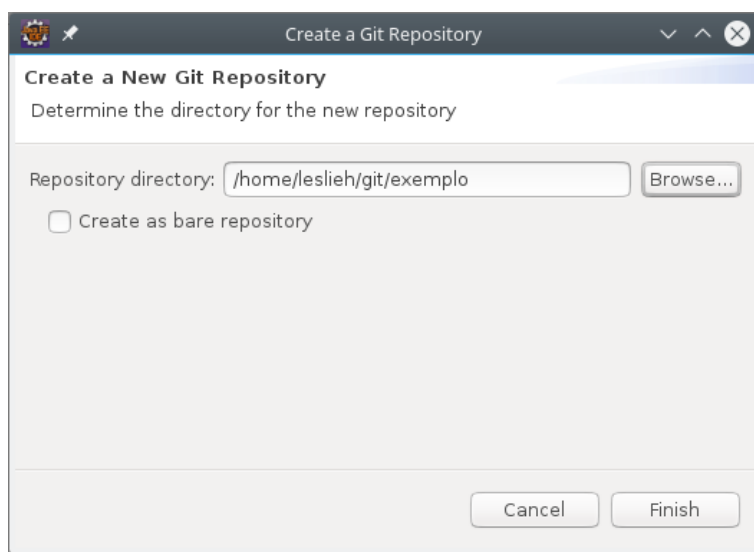 Create a Git Repository
Create a New Git Repository
Determine the directory for the new repository
Repository directory: /home/leslieh/git/exemplo Browse...
Create as bare repository
Cancel Finish